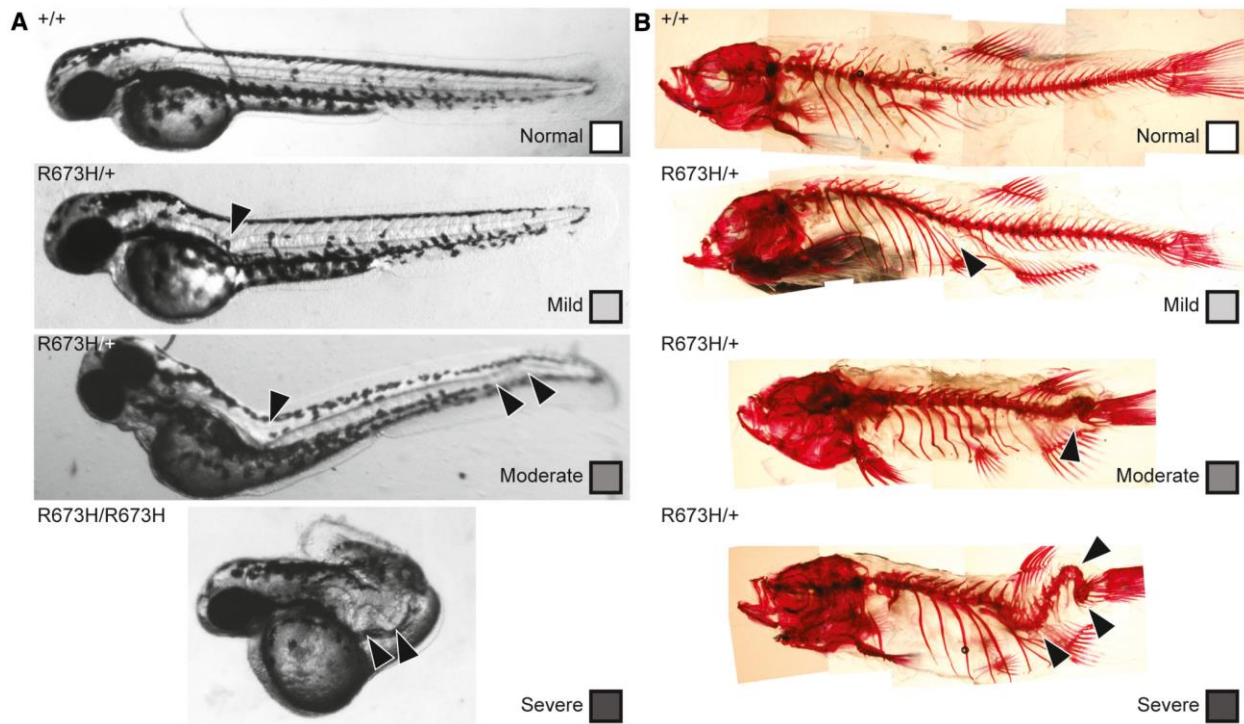 A
+/+
Normal
R673H/+
Mild
R673H/+
Moderate
R673H/R673H
Severe
B
+/+
Normal
R673H/+
Mild
R673H/+
Moderate
R673H/+
Severe